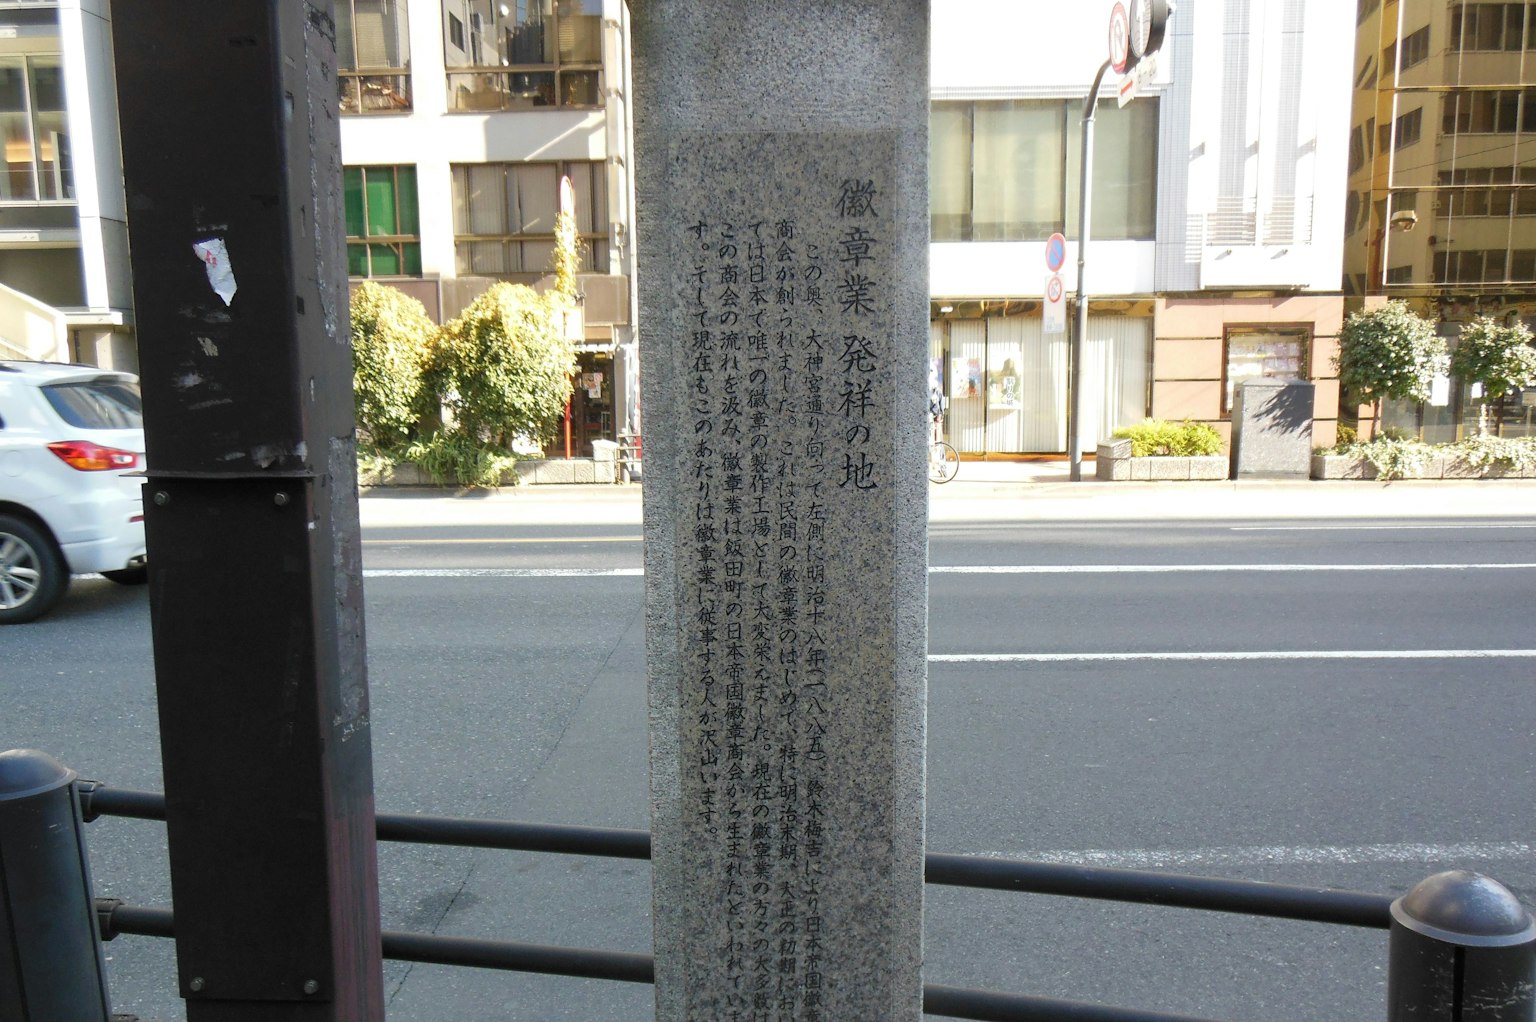 徽章業発祥の地
この奥、大神宮通り向って左側に明治十八年(一八八五)鈴木梅吉により日本帝国徽章
商会が創られました。これは民間の徽章業のはじめで、特に明治末期、大正の初期にお
ては日本で唯一の徽章の製作工場として大変栄えました。現在の徽章業の方々の大多数は
この商会の流れを汲み、徽章業は飯田町の日本帝国徽章商会から生まれたといわれていま
す。そして現在もこのあたりは徽章業に従事する人が沢山います。